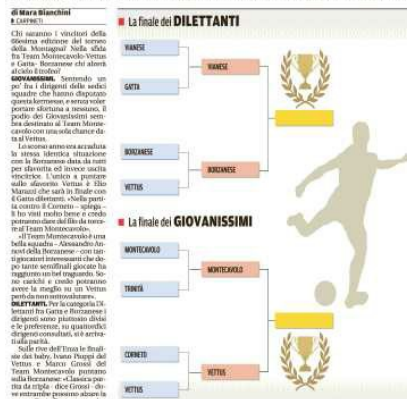 di Mara Bianchini
CARPINETI
Chi saranno i vincitori della
edizione del torneo
della Montagna? Nella sfida
fra Team Montecavolo-Vettus
e Gatta- Borzanese chi alzerà
al cielo il trofeo?
GIOVANISSIMI. Sentendo un
po' fra i dirigenti delle sedici
squadre che hanno disputato
questa kermesse, e senza voler
portare sfortuna a nessuno, il
podio dei Giovanissimi sem-
bra destinato al Team Monte-
cavolo con una sola chance da-
ta al Vettus.
Lo scorso anno era accaduta
la stessa identica situazione
con la Borzanese data da tutti
per sfavorita ed invece uscita
vincitrice. L'unico a puntare
sullo sfavorito Vettus è Elio
Manazzi che sarà in finale con
il Gatta dilettanti. «Nella parti-
ta contro il Corneto - spiega -
li ho visti molto bene e credo
potranno dare del filo da torce-
re al Team Montecavolo».
«Il Team Montecavolo è una
bella squadra - Alessandro
della Borzanese - con tan-
ti giocatori interessanti che do-
po tante semifinali giocate ha
raggiunto un bel traguardo. So-
no carichi e credo potranno
avere la meglio su un Vettus
però da non sottovalutare».
DILETTANTI. Per la categoria Di-
lettanti fra Gatta e Borzanese i
dirigenti sono piuttosto divisi
e le preferenze, su quattordici
dirigenti consultati, si è arriva-
ti alla parità.
Sulle rive dell'Enza le finali-
ste dei baby, Ivano Pioppi del
Vettus e Marco Grossi del
Team Montecavolo puntano
sulla Borzanese: «Classica par-
tita da tripla - dice Grossi - do-
ve entrambe possono alzare la
La finale dei DILETTANTI
VIANESE
GATTA
VIANESE
BORZANESE
VETTUS
BORZANESE
La finale dei GIOVANISSIMI
MONTECAVOLO
TRINITÀ
MONTECAVOLO
CORNETO
VETTUS
VETTUS